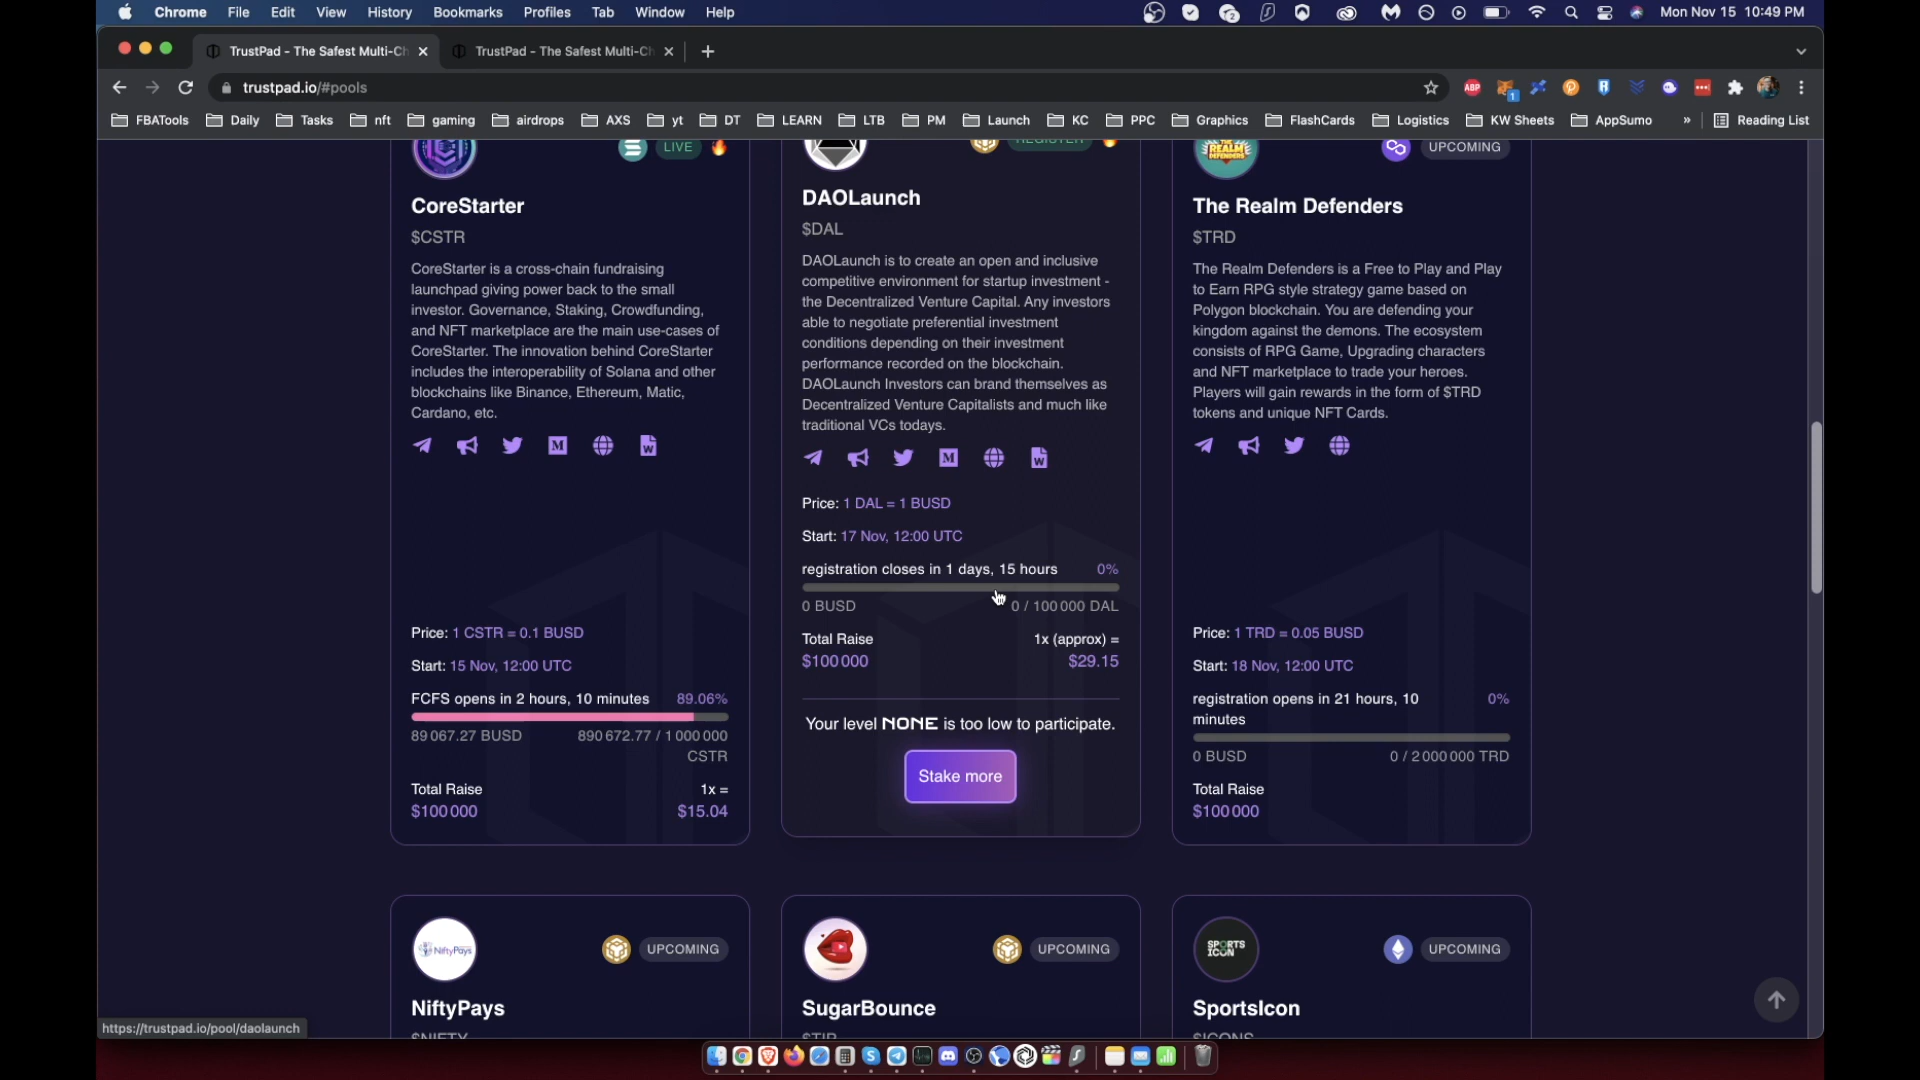 Chrome File Edit View History Bookmarks Profiles Tab Window Help
Mon Nov 15 10:49 PM
TrustPad - The Safest Multi-Ch
TrustPad - The Safest Multi-Ch
trustpad.io/#pools
FBATools Daily Tasks nft gaming airdrops AXS yt DT LEARN LTB PM Launch KC PPC Graphics FlashCards Logistics KW Sheets AppSumo » Reading List
LIVE
CoreStarter
$CSTR
CoreStarter is a cross-chain fundraising
launchpad giving power back to the small
investor. Governance, Staking, Crowdfunding,
and NFT marketplace are the main use-cases of
CoreStarter. The innovation behind CoreStarter
includes the interoperability of Solana and other
blockchains like Binance, Ethereum, Matic,
Cardano, etc.
Price: 1 CSTR = 0.1 BUSD
Start: 15 Nov, 12:00 UTC
FCFS opens in 2 hours, 10 minutes 89.06%
89 067.27 BUSD 890 672.77 / 1 000 000
CSTR
Total Raise 1x =
$100 000 $15.04
REGISTER
DAOLaunch
$DAL
DAOLaunch is to create an open and inclusive
competitive environment for startup investment -
the Decentralized Venture Capital. Any investors
able to negotiate preferential investment
conditions depending on their investment
performance recorded on the blockchain.
DAOLaunch Investors can brand themselves as
Decentralized Venture Capitalists and much like
traditional VCs todays.
Price: 1 DAL = 1 BUSD
Start: 17 Nov, 12:00 UTC
registration closes in 1 days, 15 hours 0%
0 BUSD 0 / 100 000 DAL
Total Raise 1x (approx) =
$100 000 $29.15
Your level NONE is too low to participate.
Stake more
THE REALM DEFENDERS
UPCOMING
The Realm Defenders
$TRD
The Realm Defenders is a Free to Play and Play
to Earn RPG style strategy game based on
Polygon blockchain. You are defending your
kingdom against the demons. The ecosystem
consists of RPG Game, Upgrading characters
and NFT marketplace to trade your heroes.
Players will gain rewards in the form of $TRD
tokens and unique NFT Cards.
Price: 1 TRD = 0.05 BUSD
Start: 18 Nov, 12:00 UTC
registration opens in 21 hours, 10 0%
minutes
0 BUSD 0 / 2 000 000 TRD
Total Raise
$100 000
NiftyPays
UPCOMING
NiftyPays
$NIFTY
UPCOMING
SugarBounce
$TIP
SPORTS
ICON
UPCOMING
SportsIcon
$ICONS
https://trustpad.io/pool/daolaunch